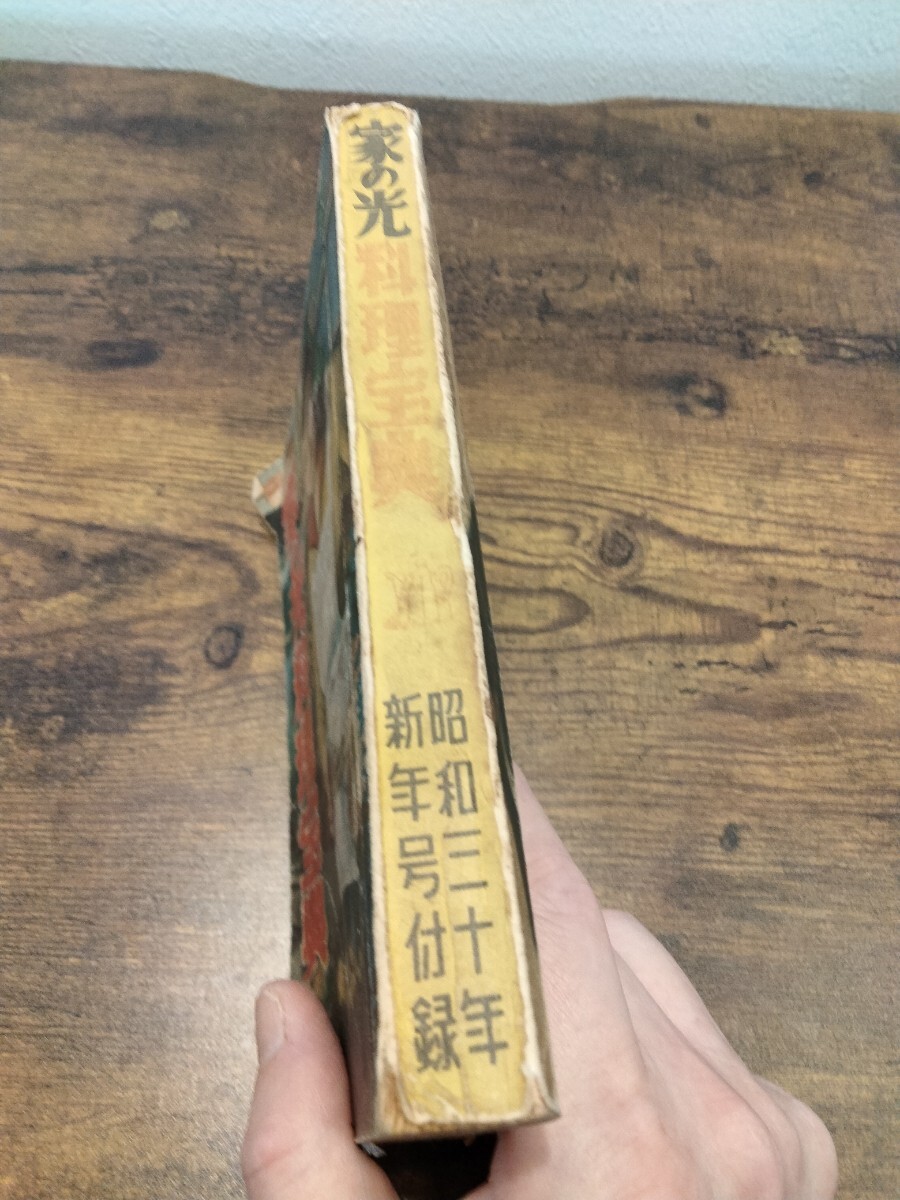 家の光
料理宝典
昭和三十年
新年号付録